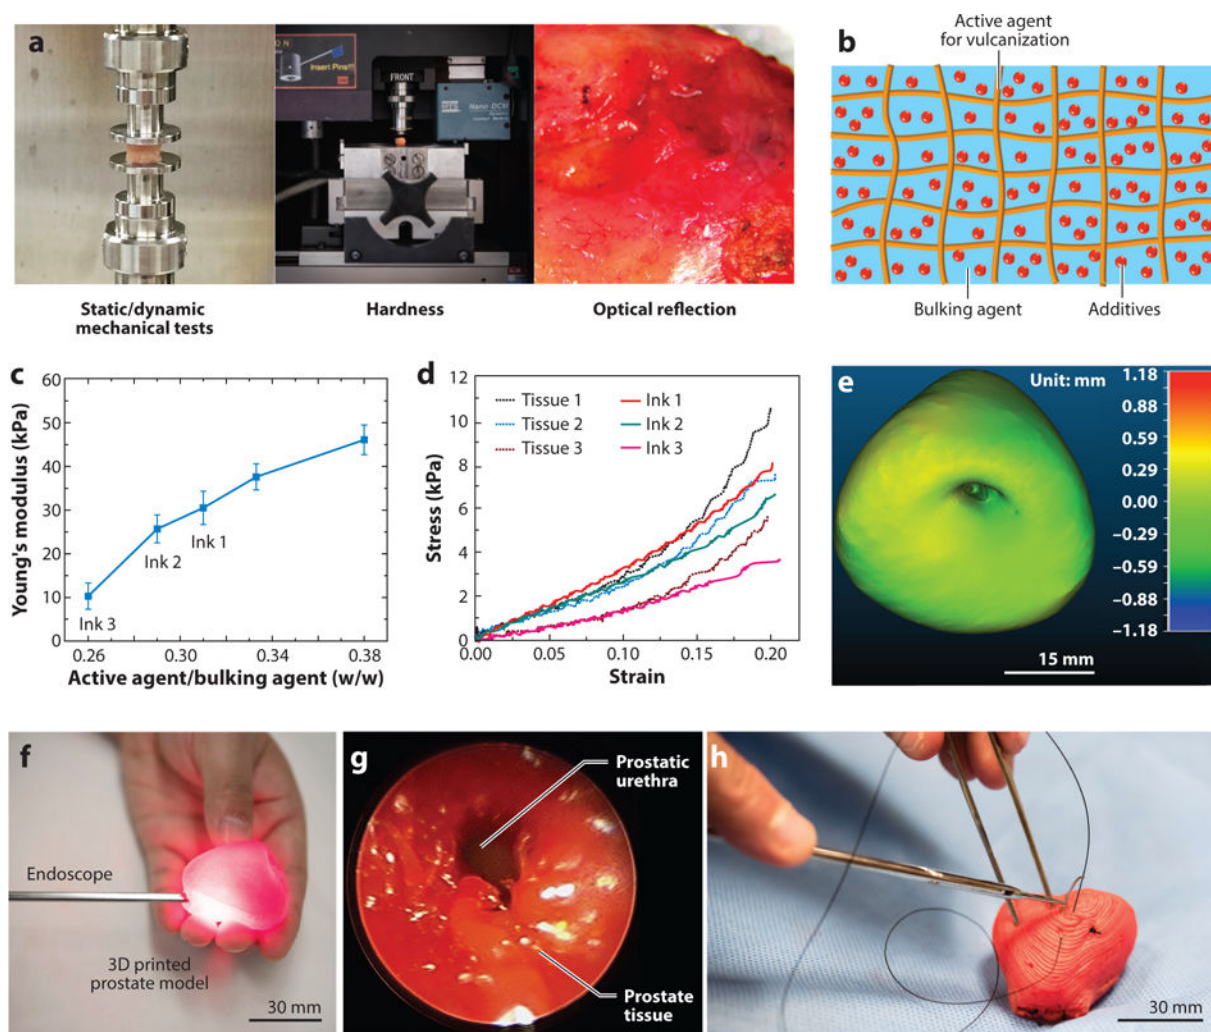 a
ON
Insert Pins!!!
FRONT
Nano DCM
Static/dynamic
mechanical tests
Hardness
Optical reflection
b
Active agent
for vulcanization
Bulking agent
Additives
c
Young's modulus (kPa)
60
50
40
30
20
10
0
Ink 3
Ink 2
Ink 1
0.26
0.30
0.34
0.38
Active agent/bulking agent (w/w)
d
Stress (kPa)
12
10
8
6
4
2
0
Tissue 1
Tissue 2
Tissue 3
Ink 1
Ink 2
Ink 3
0.00
0.05
0.10
0.15
0.20
Strain
e
Unit: mm
1.18
0.88
0.59
0.29
0.00
–0.29
–0.59
–0.88
–1.18
15 mm
f
Endoscope
3D printed
prostate model
30 mm
g
Prostatic
urethra
Prostate
tissue
h
30 mm